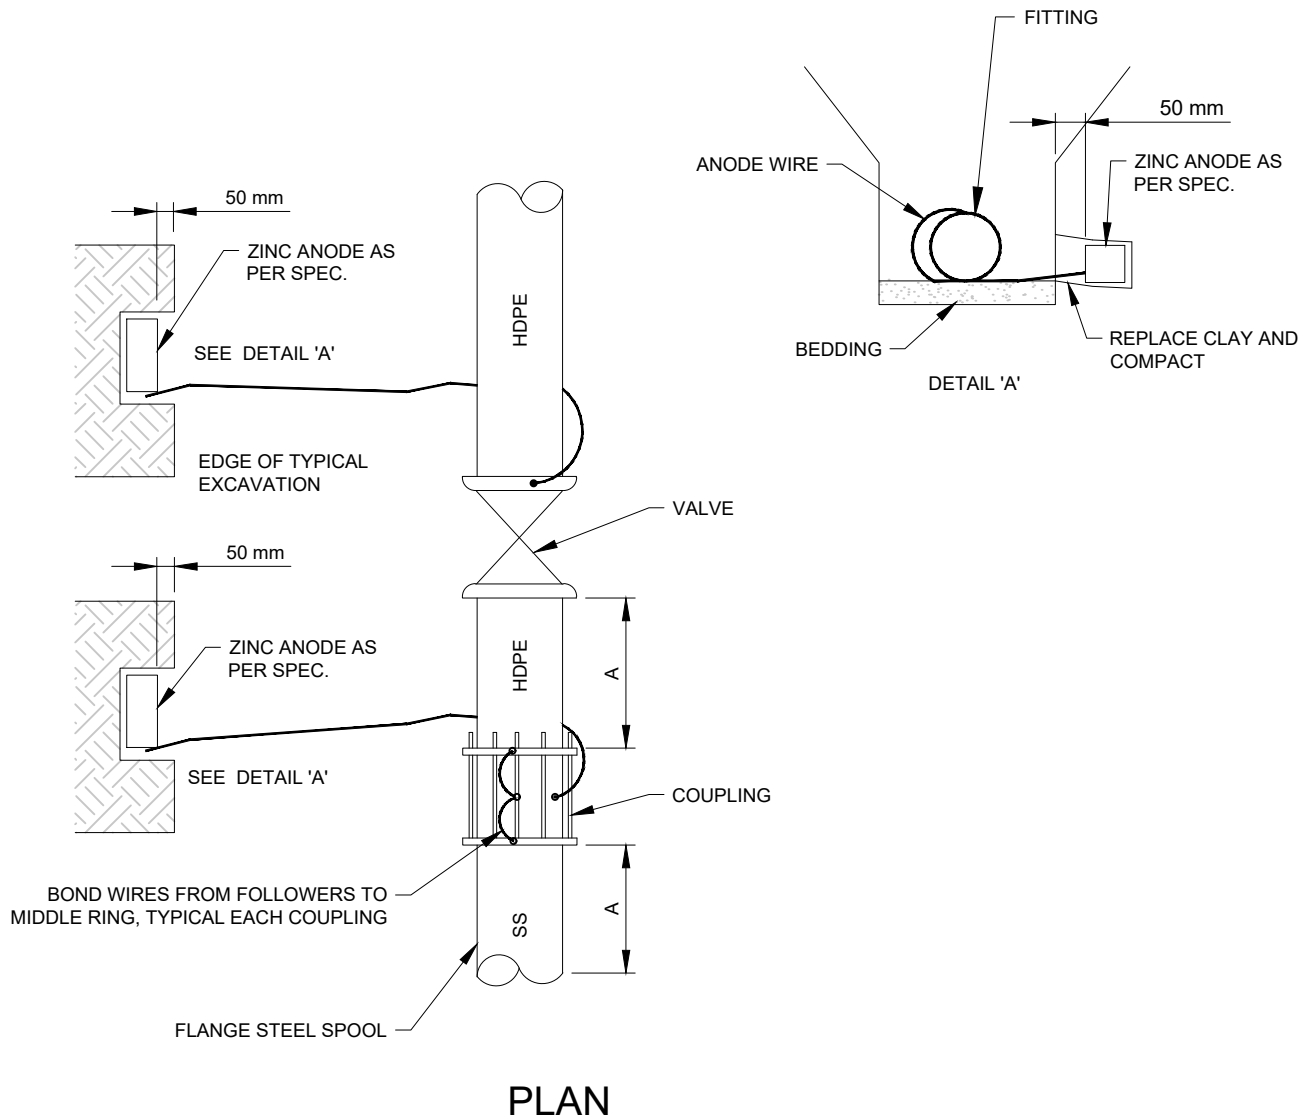 FITTING
50 mm
ANODE WIRE
ZINC ANODE AS
PER SPEC.
BEDDING
REPLACE CLAY AND
COMPACT
DETAIL 'A'
50 mm
ZINC ANODE AS
PER SPEC.
SEE DETAIL 'A'
HDPE
EDGE OF TYPICAL
EXCAVATION
VALVE
50 mm
ZINC ANODE AS
PER SPEC.
HDPE
A
SEE DETAIL 'A'
COUPLING
BOND WIRES FROM FOLLOWERS TO
MIDDLE RING, TYPICAL EACH COUPLING
SS
A
FLANGE STEEL SPOOL
PLAN